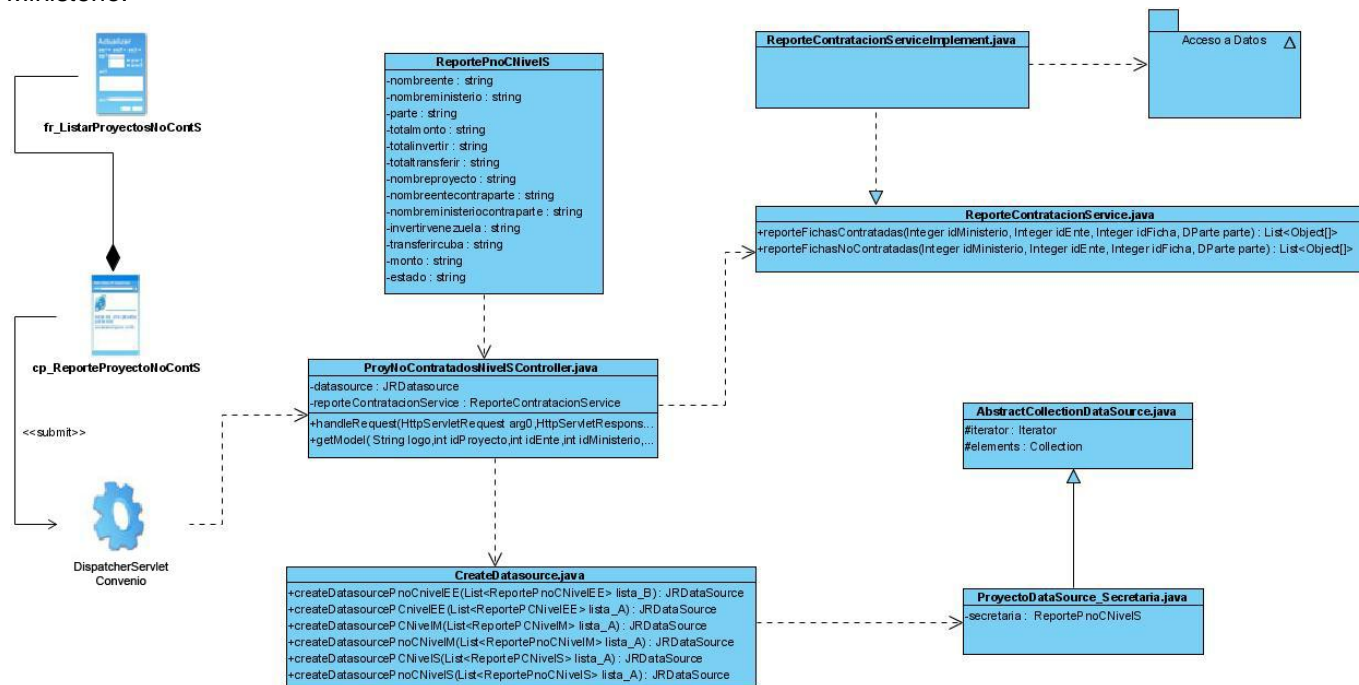 ministerio.
fr_ListarProyectosNoContS
cp_ReporteProyectoNoContS
<<submit>>
DispatcherServlet
Convenio
ReportePnoCNivelS
-nombreente : string
-nombreministerio : string
-parte : string
-totalmonto : string
-totalinvertir : string
-totaltransferir : string
-nombreproyecto : string
-nombreentecontraparte : string
-nombreministeriocontraparte : string
-invertirvenezuela : string
-transferircuba : string
-monto : string
-estado : string
ReporteContratacionServiceImplement.java
Acceso a Datos
ReporteContratacionService.java
+reporteFichasContratadas(Integer idMinisterio, Integer idEnte, Integer idFicha, DParte parte) : List<Object[]>
+reporteFichasNoContratadas(Integer idMinisterio, Integer idEnte, Integer idFicha, DParte parte) : List<Object[]>
ProyNoContratadosNivelSController.java
-datasource : JRDatasource
-reporteContratacionService : ReporteContratacionService
+handleRequest(HttpServletRequest arg0,HttpServletRespons...
+getModel( String logo,int idProyecto,int idEnte,int idMinisterio,...
AbstractCollectionDataSource.java
#iterator : Iterator
#elements : Collection
CreateDatasource.java
+createDatasourcePnoCnivelEE(List<ReportePnoCNivelEE> lista_B) : JRDataSource
+createDatasourcePCnivelEE(List<ReportePCNivelEE> lista_A) : JRDataSource
+createDatasourcePCNivelM(List<ReportePCNivelM> lista_A) : JRDataSource
+createDatasourcePnoCNivelM(List<ReportePnoCNivelM> lista_A) : JRDataSource
+createDatasourcePCNivelS(List<ReportePCNivelS> lista_A) : JRDataSource
+createDatasourcePnoCNivelS(List<ReportePnoCNivelS> lista_A) : JRDataSource
ProyectoDataSource_Secretaria.java
-secretaria : ReportePnoCNivelS